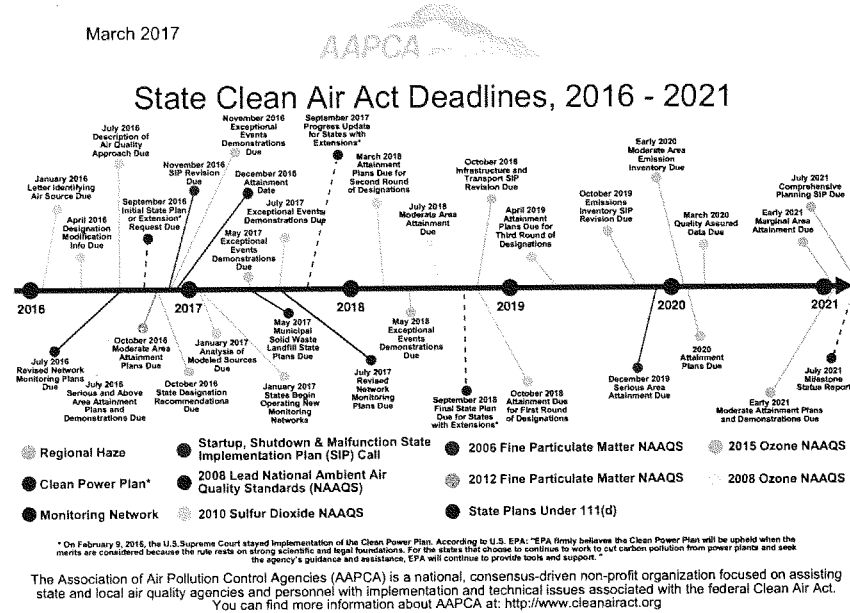 March 2017
AAPCA
State Clean Air Act Deadlines, 2016 - 2021
January 2016
Letter Identifying
Air Source Due
April 2016
Designation
Modification
Info Due
July 2016
Description of
Air Quality
Approach Due
September 2016
Initial State Plan
or Extension*
Request Due
November 2016
SIP Revision
Due
November 2016
Exceptional
Events
Demonstrations
Due
December 2016
Attainment
Date
May 2017
Exceptional
Events
Demonstrations
Due
July 2017
Exceptional Events
Demonstrations Due
September 2017
Progress Update
for States with
Extensions*
March 2018
Attainment
Plans Due for
Second Round
of Designations
July 2018
Moderate Area
Attainment
Due
October 2018
Infrastructure and
Transport SIP
Revision Due
April 2019
Attainment
Plans Due for
Third Round of
Designations
October 2019
Emissions
Inventory SIP
Revision Due
Early 2020
Moderate Area
Emission
Inventory Due
March 2020
Quality Assured
Data Due
Early 2021
Marginal Area
Attainment Due
July 2021
Comprehensive
Planning SIP Due
2016
2017
2018
2019
2020
2021
July 2016
Revised Network
Monitoring Plans
Due
July 2016
Serious and Above
Area Attainment
Plans and
Demonstrations Due
October 2016
Moderate Area
Attainment
Plans Due
October 2016
State Designation
Recommendations
Due
January 2017
Analysis of
Modeled Sources
Due
January 2017
States Begin
Operating New
Monitoring
Networks
May 2017
Municipal
Solid Waste
Landfill State
Plans Due
July 2017
Revised
Network
Monitoring
Plans Due
May 2018
Exceptional
Events
Demonstrations
Due
September 2018
Final State Plan
Due for States
with Extensions*
October 2018
Attainment Due
for First Round
of Designations
December 2019
Serious Area
Attainment Due
2020
Attainment
Plans Due
Early 2021
Moderate Attainment Plans
and Demonstrations Due
July 2021
Milestone
Status Report
Regional Haze
Clean Power Plan*
Monitoring Network
Startup, Shutdown & Malfunction State
Implementation Plan (SIP) Call
2008 Lead National Ambient Air
Quality Standards (NAAQS)
2010 Sulfur Dioxide NAAQS
2006 Fine Particulate Matter NAAQS
2012 Fine Particulate Matter NAAQS
State Plans Under 111(d)
2015 Ozone NAAQS
2008 Ozone NAAQS
* On February 9, 2016, the U.S.Supreme Court stayed implementation of the Clean Power Plan. According to U.S. EPA: "EPA firmly believes the Clean Power Plan will be upheld when the
merits are considered because the rule rests on strong scientific and legal foundations. For the states that choose to continue to work to cut carbon pollution from power plants and seek
the agency's guidance and assistance, EPA will continue to provide tools and support. "
The Association of Air Pollution Control Agencies (AAPCA) is a national, consensus-driven non-profit organization focused on assisting
state and local air quality agencies and personnel with implementation and technical issues associated with the federal Clean Air Act.
You can find more information about AAPCA at: http://www.cleanairact.org